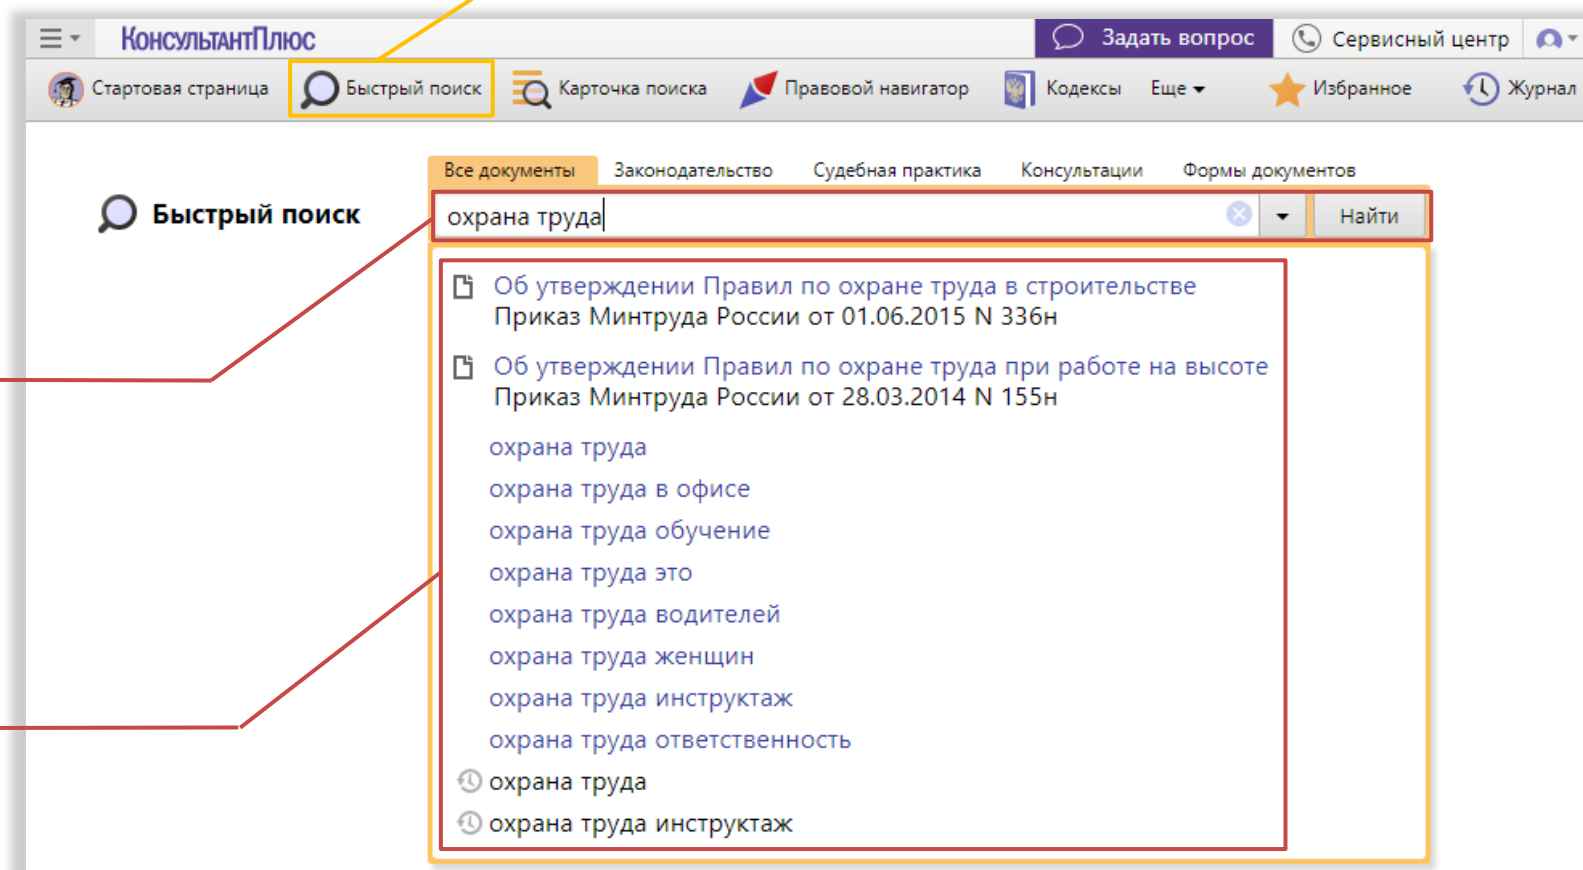 КонсультантПлюс Задать вопрос Сервисный центр
Стартовая страница Быстрый поиск Карточка поиска Правовой навигатор Кодексы Еще Избранное Журнал
Все документы Законодательство Судебная практика Консультации Формы документов
Быстрый поиск охрана труда Найти
Об утверждении Правил по охране труда в строительстве
Приказ Минтруда России от 01.06.2015 N 336н
Об утверждении Правил по охране труда при работе на высоте
Приказ Минтруда России от 28.03.2014 N 155н
охрана труда
охрана труда в офисе
охрана труда обучение
охрана труда это
охрана труда водителей
охрана труда женщин
охрана труда инструктаж
охрана труда ответственность
охрана труда
охрана труда инструктаж